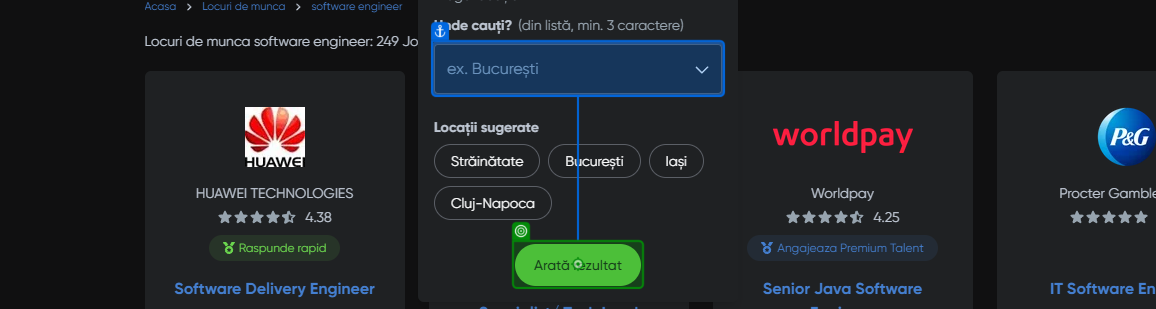 Acasa > Locuri de munca > software engineer
Locuri de munca software engineer: 249 Jo
Unde cauți? (din listă, min. 3 caractere)
ex. București
Locații sugerate
Străinătate
București
Iași
Cluj-Napoca
Arată rezultat
HUAWEI
HUAWEI TECHNOLOGIES
4.38
Raspunde rapid
Software Delivery Engineer
worldpay
Worldpay
4.25
Angajeaza Premium Talent
Senior Java Software
P&G
Procter Gamble
IT Software En